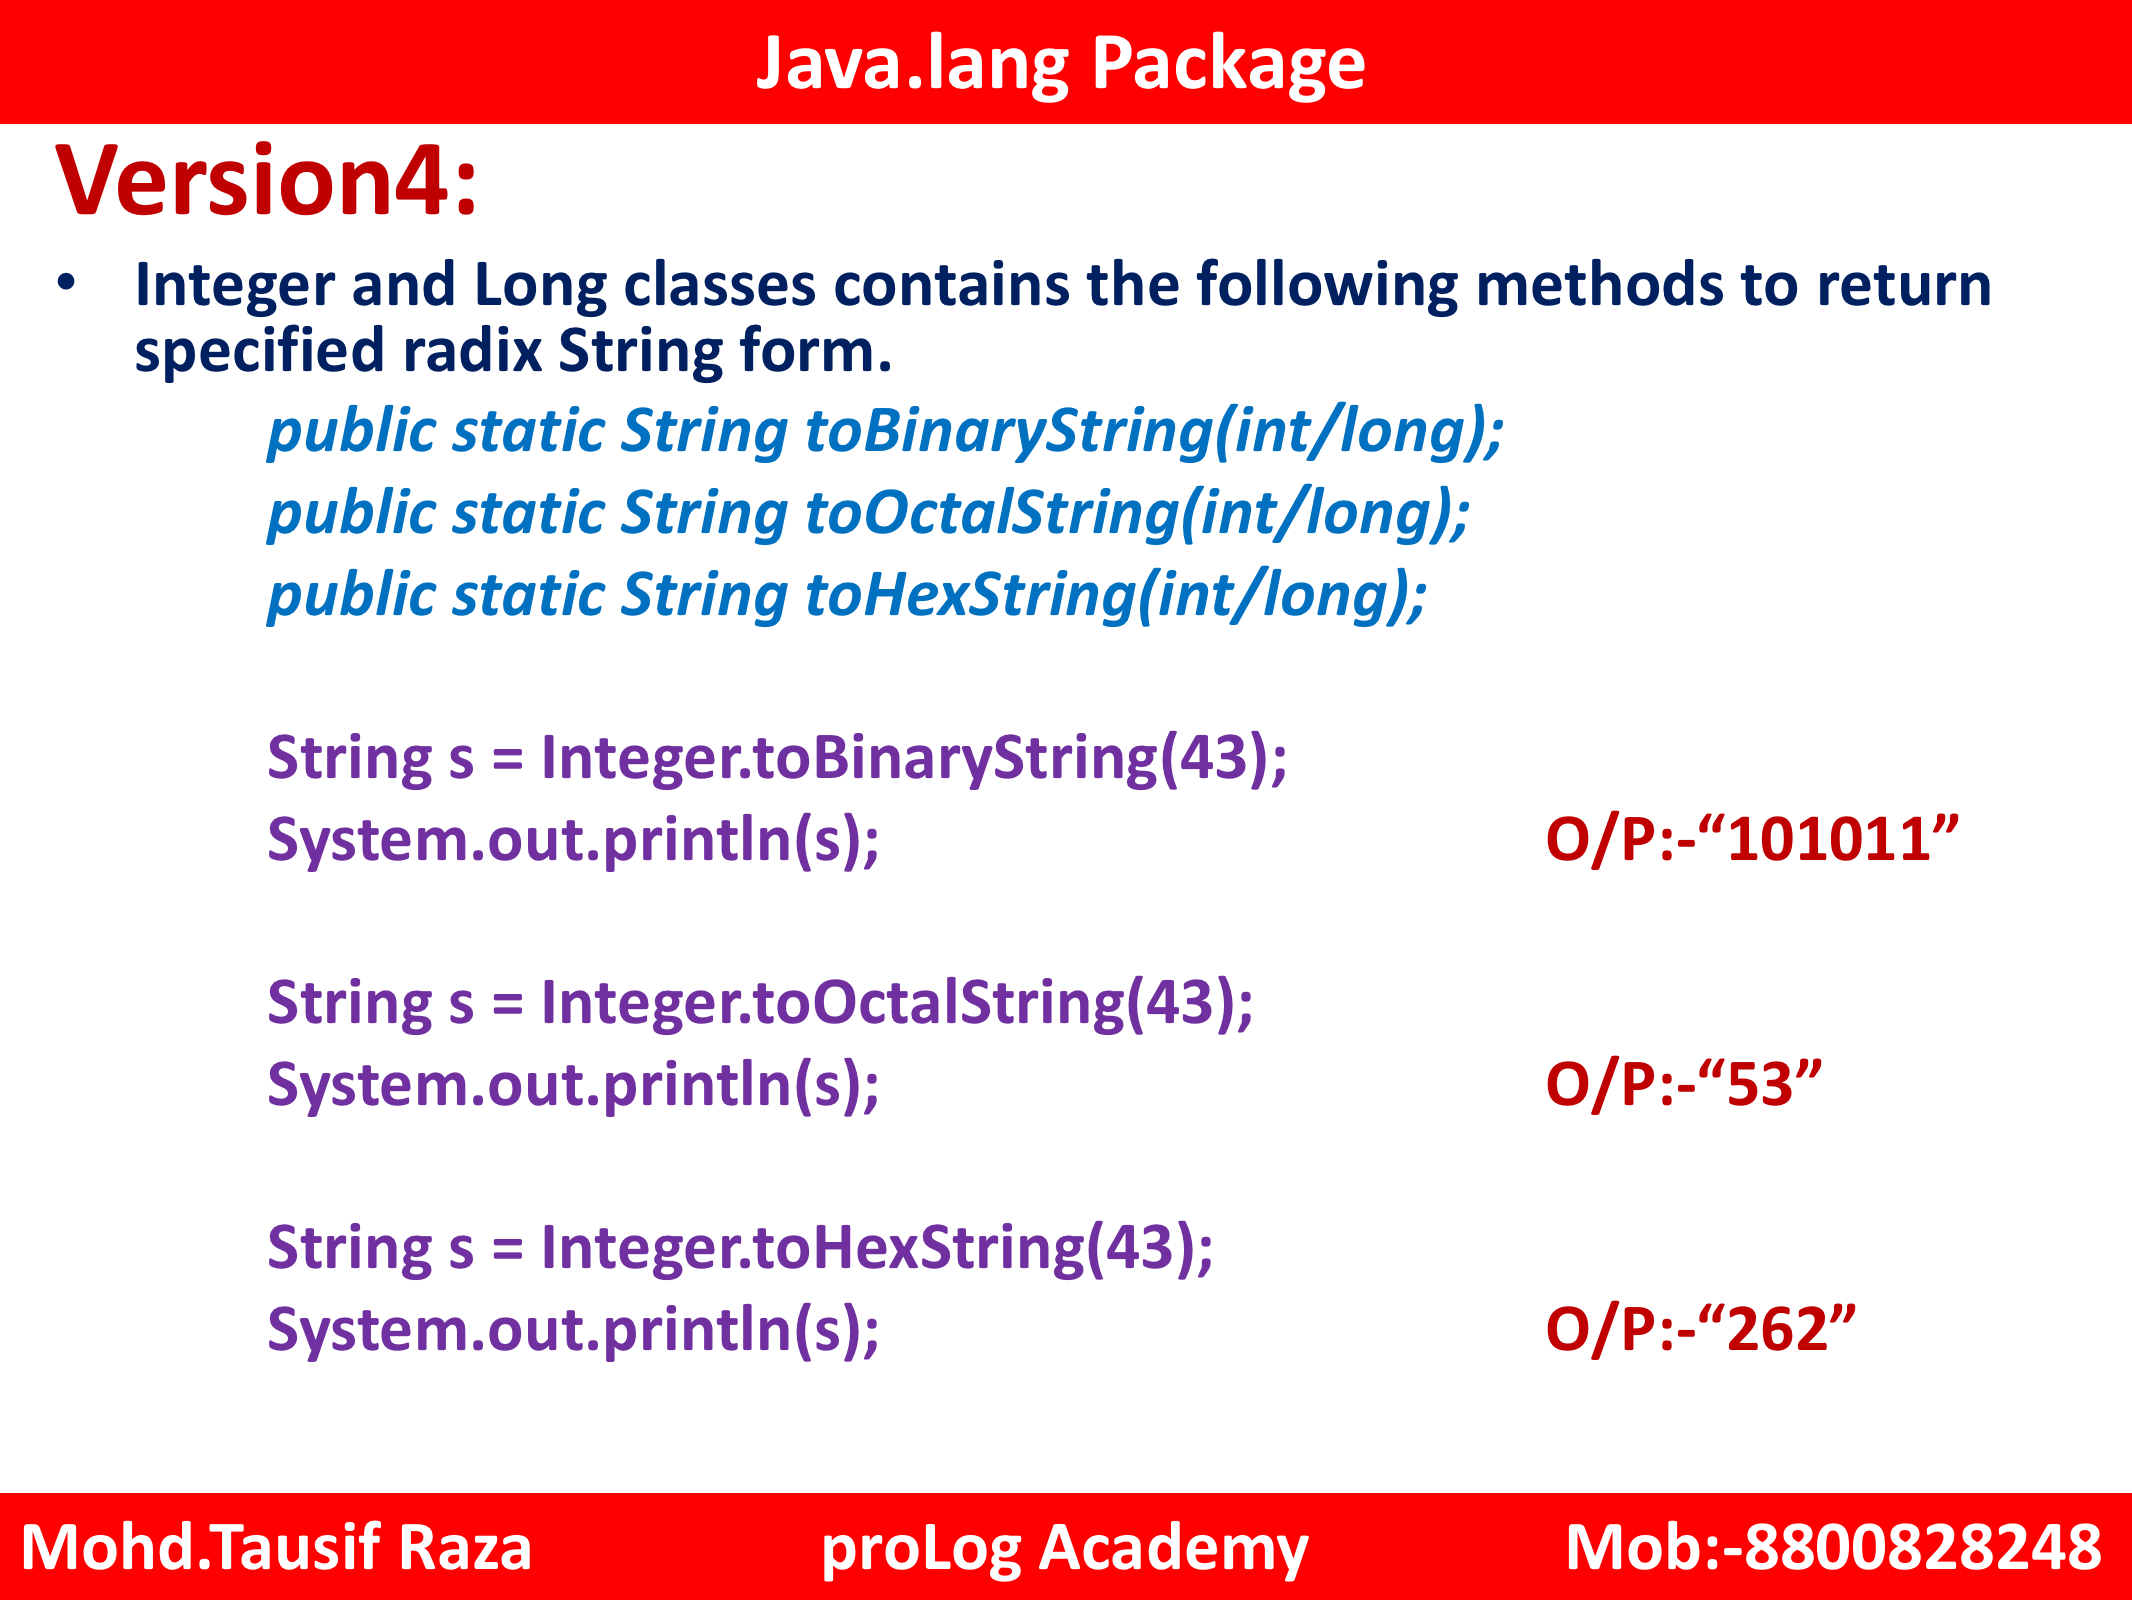 Java.lang Package
Version4:
• Integer and Long classes contains the following methods to return
specified radix String form.
public static String toBinaryString(int/long);
public static String toOctalString(int/long);
public static String toHexString(int/long);
String s = Integer.toBinaryString(43);
System.out.println(s); O/P:-“101011”
String s = Integer.toOctalString(43);
System.out.println(s); O/P:-“53”
String s = Integer.toHexString(43);
System.out.println(s); O/P:-“262”
Mohd.Tausif Raza proLog Academy Mob:-8800828248